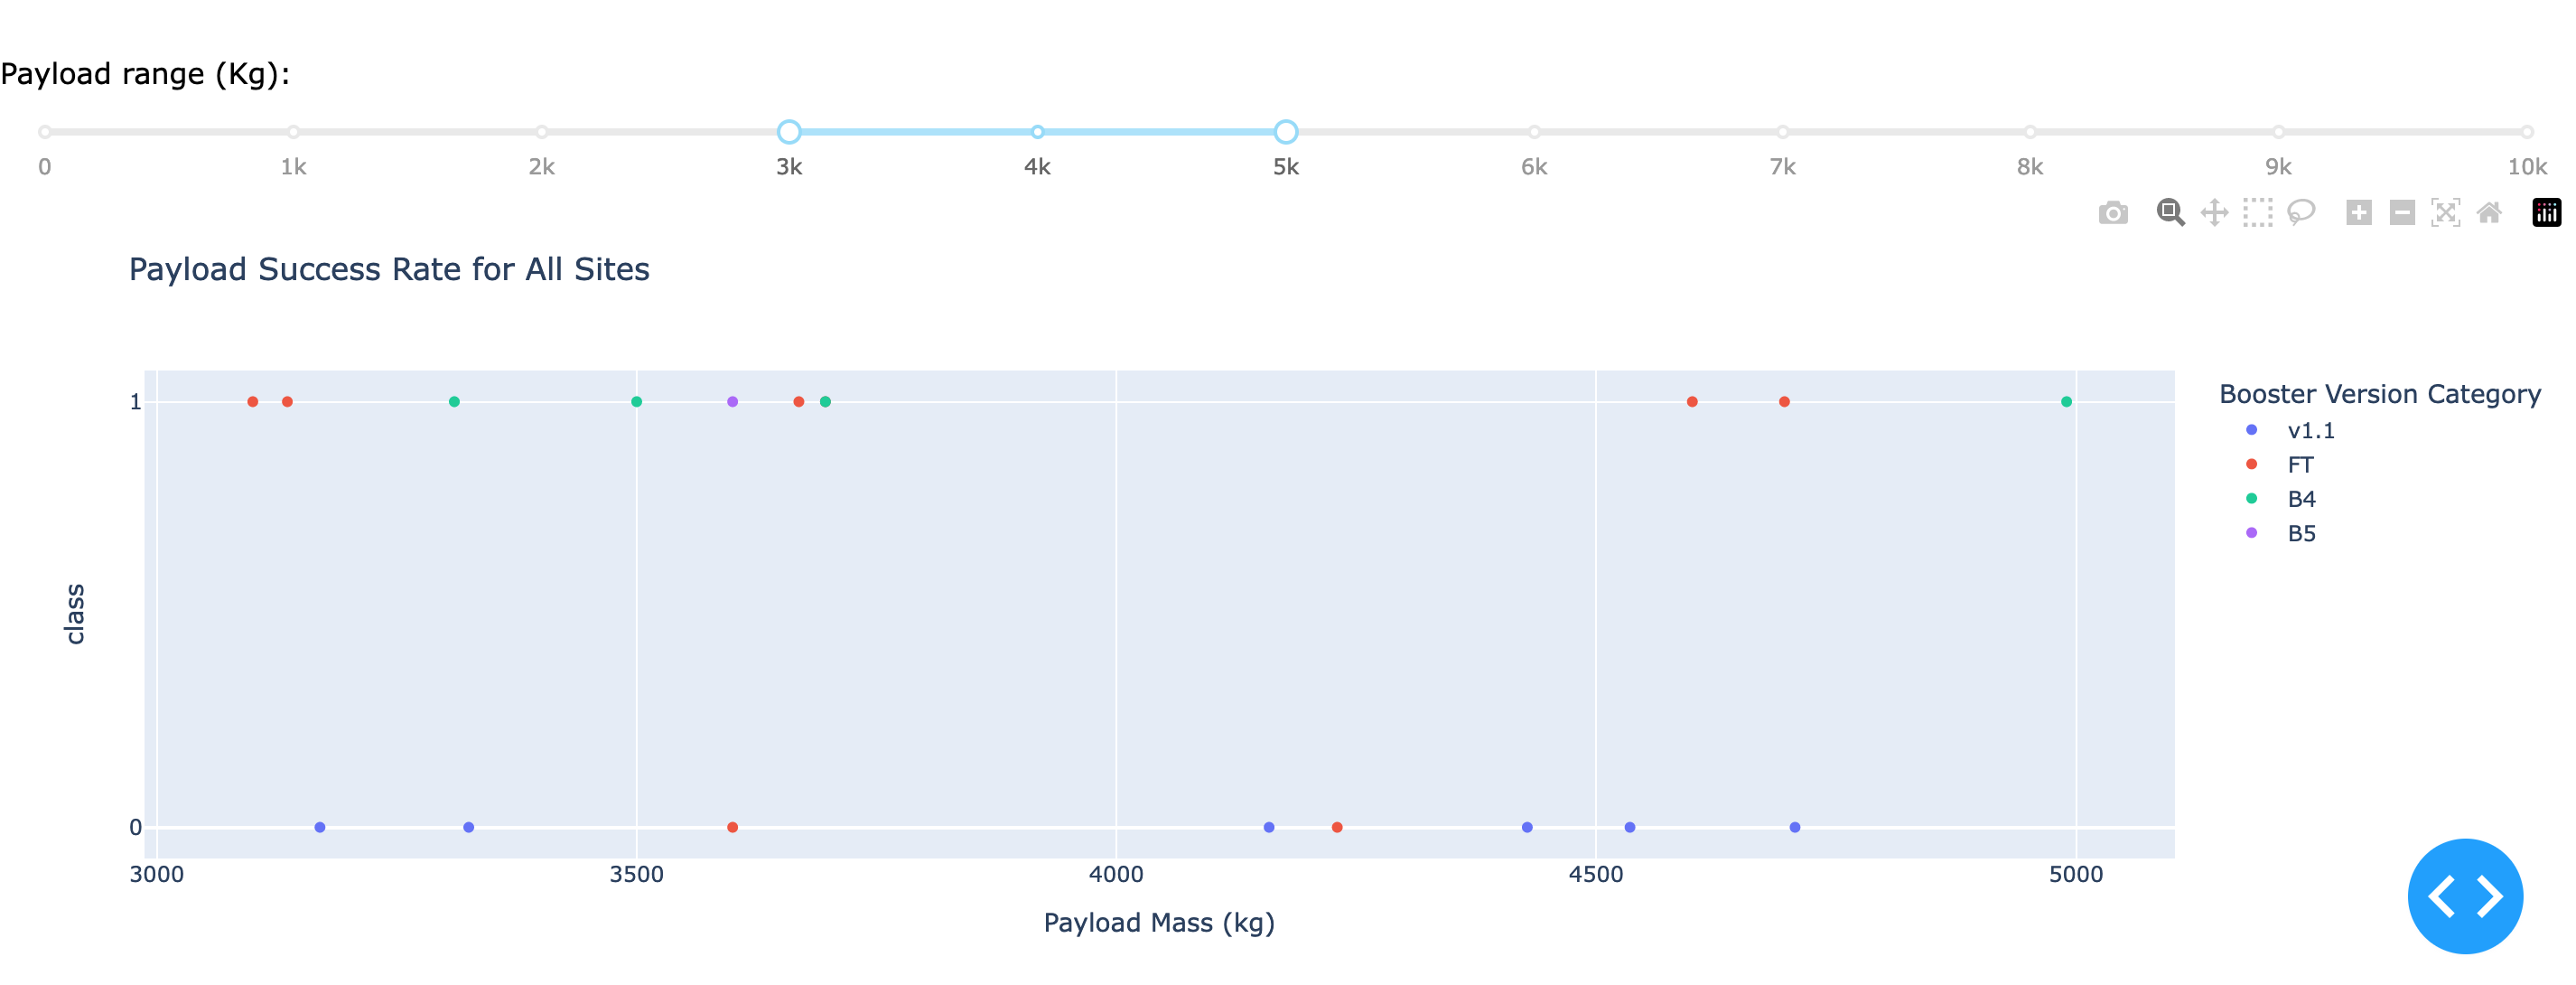 Payload range (Kg):
0 1k 2k 3k 4k 5k 6k 7k 8k 9k 10k
Payload Success Rate for All Sites
Booster Version Category
v1.1
FT
B4
B5
1
class
0
3000 3500 4000 4500 5000
Payload Mass (kg)